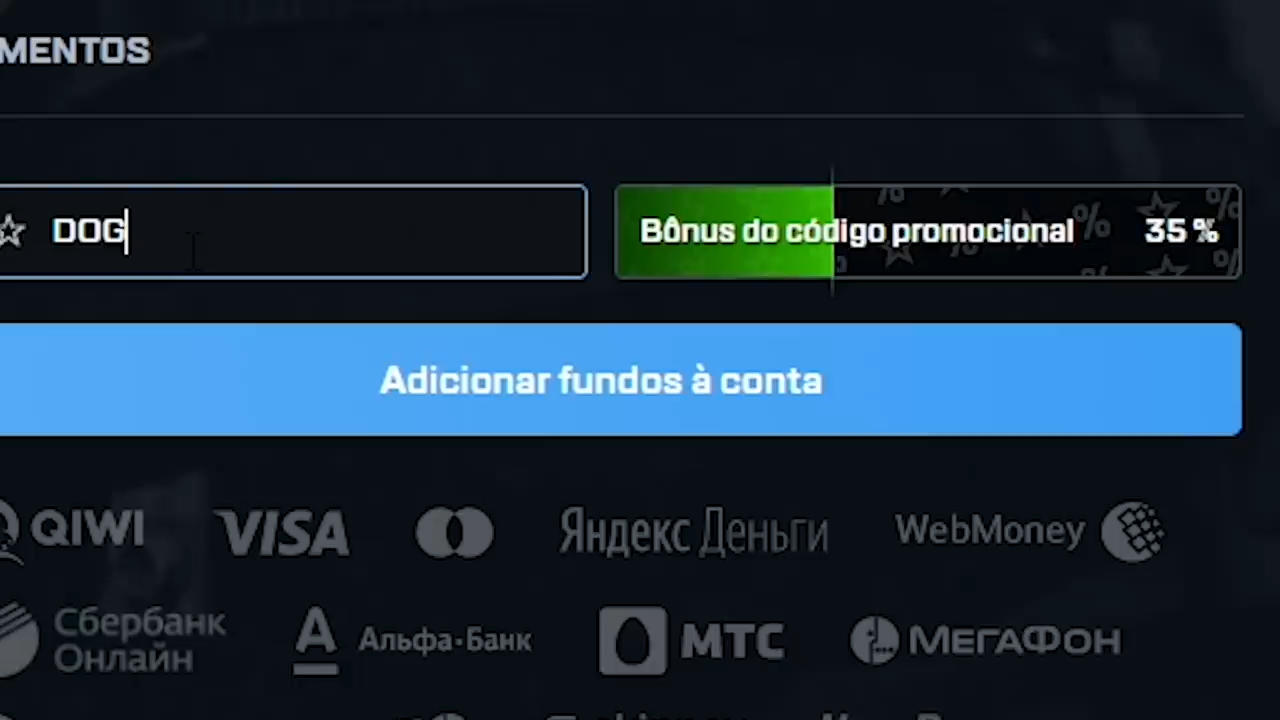 MENTOS
DOG
Bônus do código promocional 35 %
Adicionar fundos à conta
QIWI VISA Яндекс Деньги WebMoney
Сбербанк
Онлайн
Альфа·Банк МТС МЕГАФОН